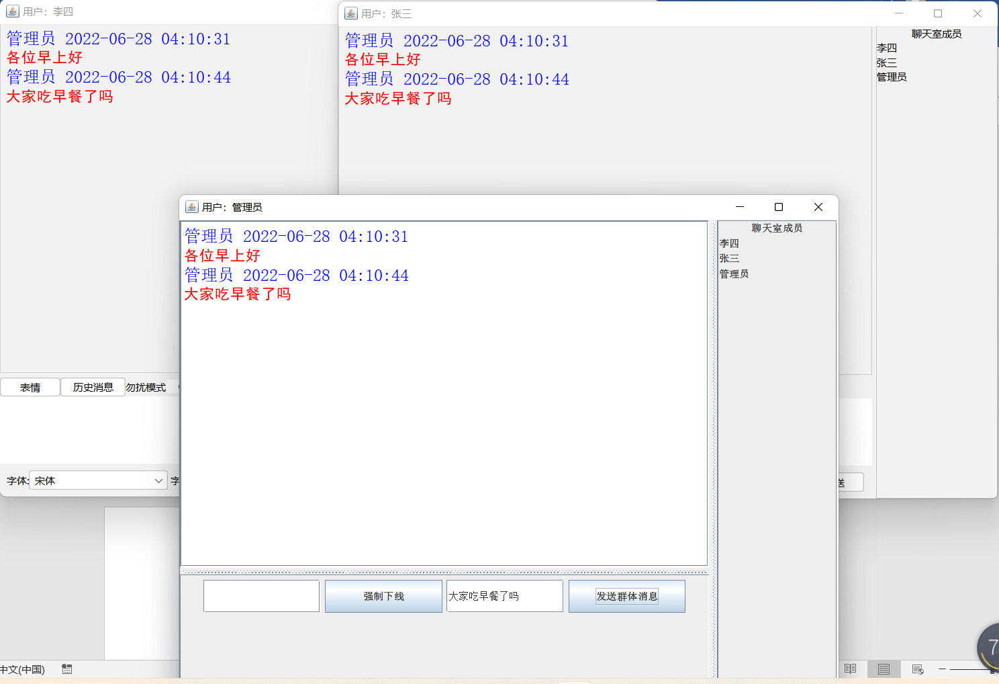 用户：李四
管理员 2022-06-28 04:10:31
各位早上好
管理员 2022-06-28 04:10:44
大家吃早餐了吗
表情
历史消息
勿扰模式
字体:
宋体
字
用户：张三
管理员 2022-06-28 04:10:31
各位早上好
管理员 2022-06-28 04:10:44
大家吃早餐了吗
聊天室成员
李四
张三
管理员
送
用户：管理员
管理员 2022-06-28 04:10:31
各位早上好
管理员 2022-06-28 04:10:44
大家吃早餐了吗
聊天室成员
李四
张三
管理员
强制下线
大家吃早餐了吗
发送群体消息
中文(中国)
7